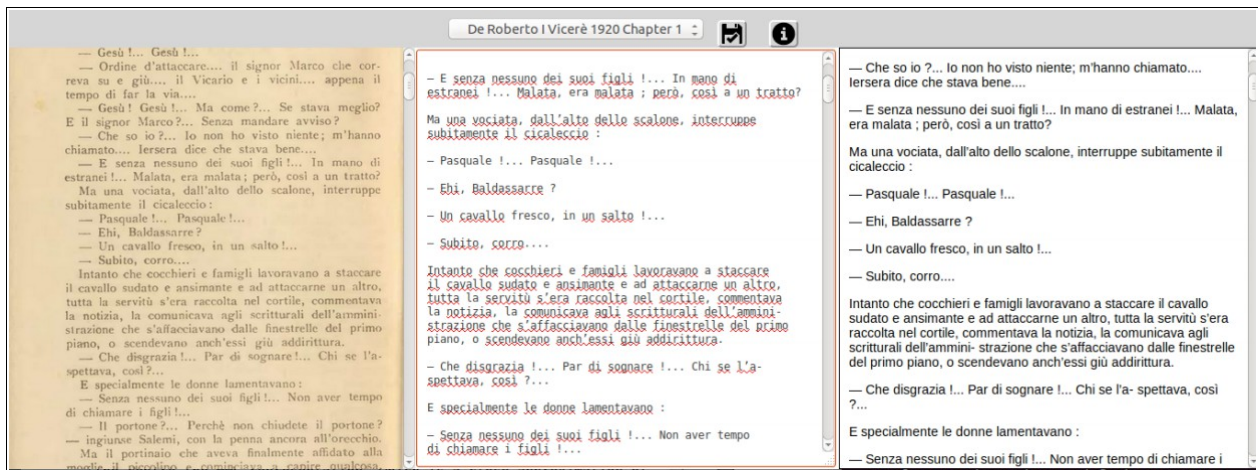 De Roberto I Vicerè 1920 Chapter 1
— Gesù !... Gesù !...
— Ordine d'attaccare.... il signor Marco che cor-
reva su e giù.... il Vicario e i vicini.... appena il
tempo di far la via....
— Gesù ! Gesù !... Ma come ?... Se stava meglio?
E il signor Marco ?... Senza mandare avviso ?
— Che so io ?... Io non ho visto niente ; m'hanno
chiamato.... Iersera dice che stava bene....
— E senza nessuno dei suoi figli !... In mano di
estranei !... Malata, era malata ; però, così a un tratto?
Ma una vociata, dall'alto dello scalone, interruppe
subitamente il cicaleccio :
— Pasquale !... Pasquale !...
— Ehi, Baldassarre ?
— Un cavallo fresco, in un salto !...
— Subito, corro....
Intanto che cocchieri e famigli lavoravano a staccare
il cavallo sudato e ansimante e ad attaccarne un altro,
tutta la servitù s'era raccolta nel cortile, commentava
la notizia, la comunicava agli scritturali dell'ammini-
strazione che s'affacciavano dalle finestrelle del primo
piano, o scendevano anch'essi giù addirittura.
— Che disgrazia !... Par di sognare !... Chi se l'a-
spettava, così ?...
E specialmente le donne lamentavano :
— Senza nessuno dei suoi figli !... Non aver tempo
di chiamare i figli !...
— Il portone ?... Perchè non chiudete il portone ?
— ingiunse Salemi, con la penna ancora all'orecchio.
Ma il portinaio che aveva finalmente affidato alla
moglie il piccolino e cominciava a capire qualcosa,
— E senza nessuno dei suoi figli !... In mano di
estranei !... Malata, era malata ; però, così a un tratto?
Ma una vociata, dall'alto dello scalone, interruppe
subitamente il cicaleccio :
— Pasquale !... Pasquale !...
— Ehi, Baldassarre ?
— Un cavallo fresco, in un salto !...
— Subito, corro....
Intanto che cocchieri e famigli lavoravano a staccare
il cavallo sudato e ansimante e ad attaccarne un altro,
tutta la servitù s'era raccolta nel cortile, commentava
la notizia, la comunicava agli scritturali dell'ammini-
strazione che s'affacciavano dalle finestrelle del primo
piano, o scendevano anch'essi giù addirittura.
— Che disgrazia !... Par di sognare !... Chi se l'a-
spettava, così ?...
E specialmente le donne lamentavano :
— Senza nessuno dei suoi figli !... Non aver tempo
di chiamare i figli !...
— Che so io ?... Io non ho visto niente; m'hanno chiamato....
Iersera dice che stava bene....
— E senza nessuno dei suoi figli !... In mano di estranei !... Malata,
era malata ; però, così a un tratto?
Ma una vociata, dall'alto dello scalone, interruppe subitamente il
cicaleccio :
— Pasquale !... Pasquale !...
— Ehi, Baldassarre ?
— Un cavallo fresco, in un salto !...
— Subito, corro....
Intanto che cocchieri e famigli lavoravano a staccare il cavallo
sudato e ansimante e ad attaccarne un altro, tutta la servitù s'era
raccolta nel cortile, commentava la notizia, la comunicava agli
scritturali dell'ammini- strazione che s'affacciavano dalle finestrelle
del primo piano, o scendevano anch'essi giù addirittura.
— Che disgrazia !... Par di sognare !... Chi se l'a- spettava, così
?...
E specialmente le donne lamentavano :
— Senza nessuno dei suoi figli !... Non aver tempo di chiamare i